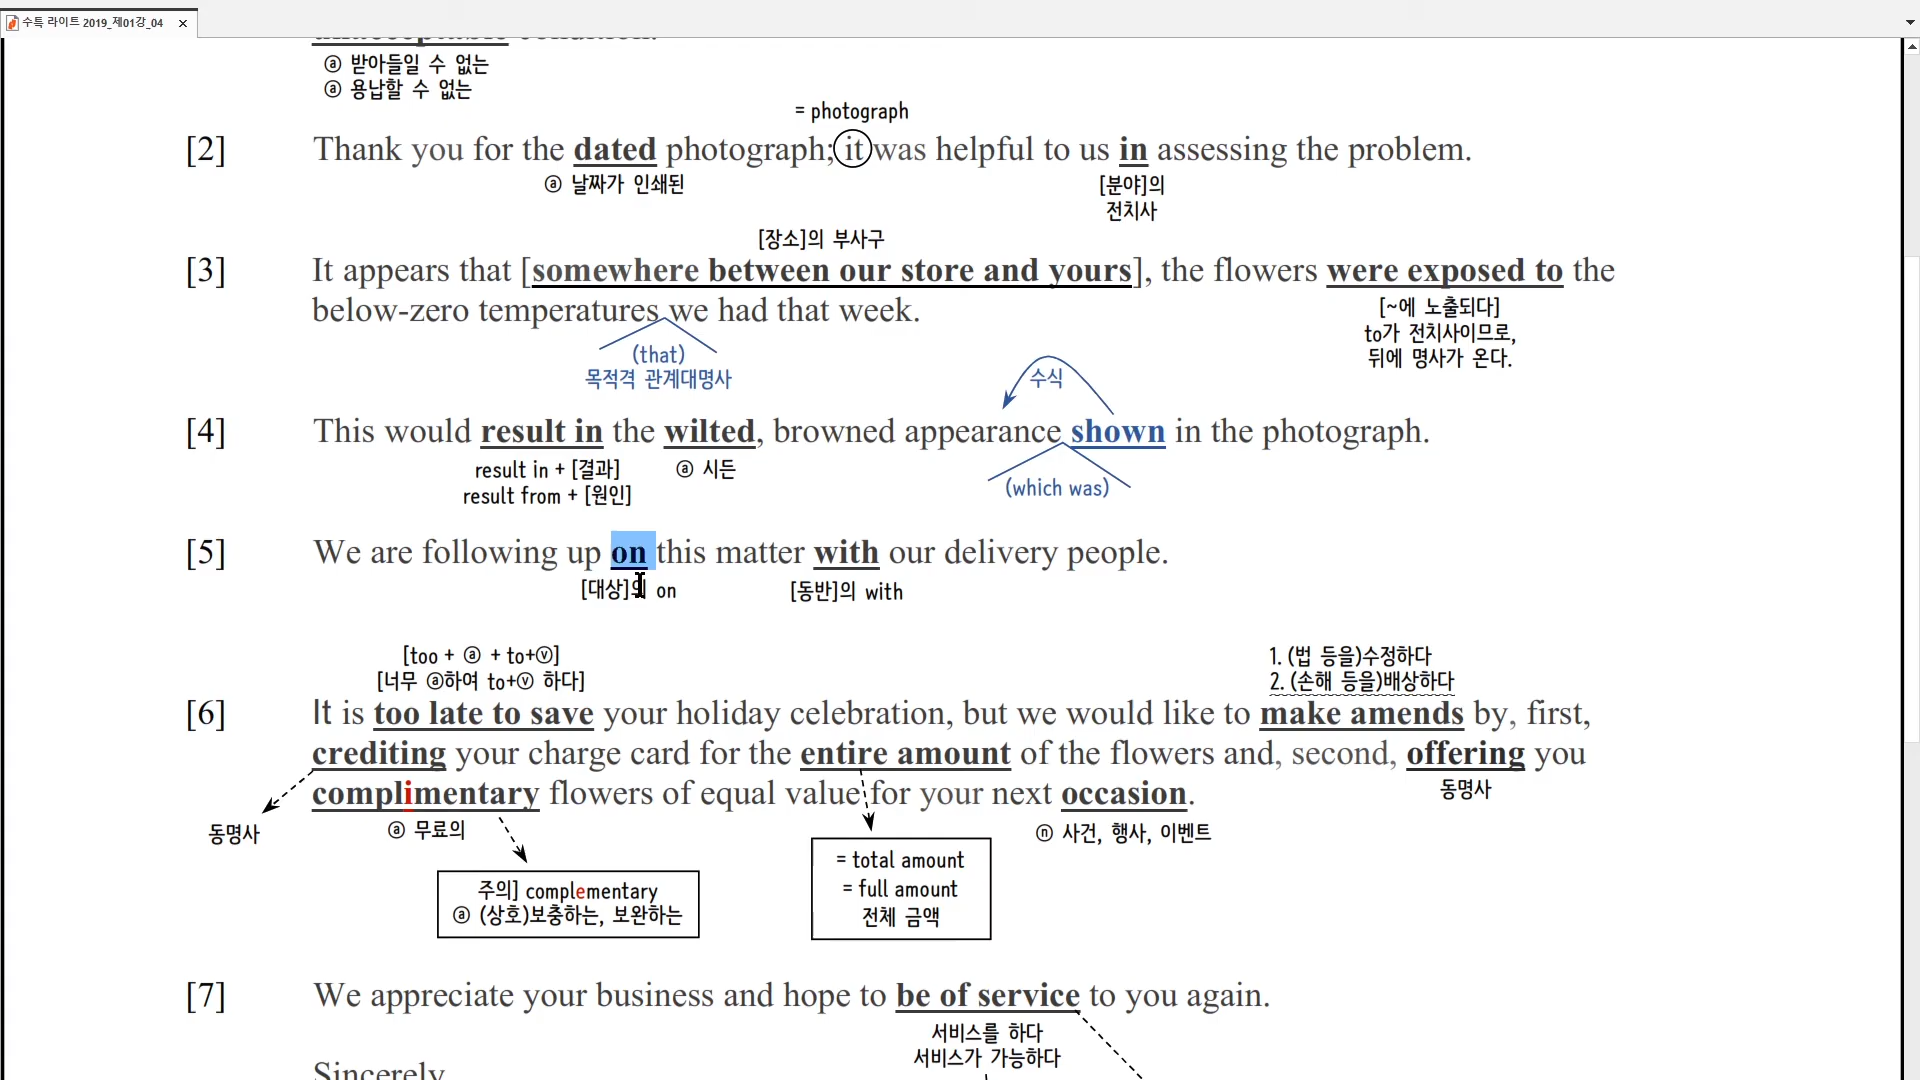 수특 라이트 2019_제01강_04
ⓐ 받아들일 수 없는
ⓐ 용납할 수 없는
= photograph
[2] Thank you for the dated photograph; it was helpful to us in assessing the problem.
ⓐ 날짜가 인쇄된
[분야]의
전치사
[장소]의 부사구
[3] It appears that [somewhere between our store and yours], the flowers were exposed to the
below-zero temperatures we had that week.
[~에 노출되다]
to가 전치사이므로,
뒤에 명사가 온다.
(that)
목적격 관계대명사
수식
[4] This would result in the wilted, browned appearance shown in the photograph.
result in + [결과]
result from + [원인]
ⓐ 시든
(which was)
[5] We are following up on this matter with our delivery people.
[대상]의 on
[동반]의 with
[too + ⓐ + to+ⓥ]
[너무 ⓐ하여 to+ⓥ 하다]
1. (법 등을)수정하다
2. (손해 등을)배상하다
[6] It is too late to save your holiday celebration, but we would like to make amends by, first,
crediting your charge card for the entire amount of the flowers and, second, offering you
complimentary flowers of equal value for your next occasion.
동명사
동명사
ⓐ 무료의
ⓝ 사건, 행사, 이벤트
= total amount
= full amount
전체 금액
주의] complementary
ⓐ (상호)보충하는, 보완하는
[7] We appreciate your business and hope to be of service to you again.
서비스를 하다
서비스가 가능하다
Sincerely